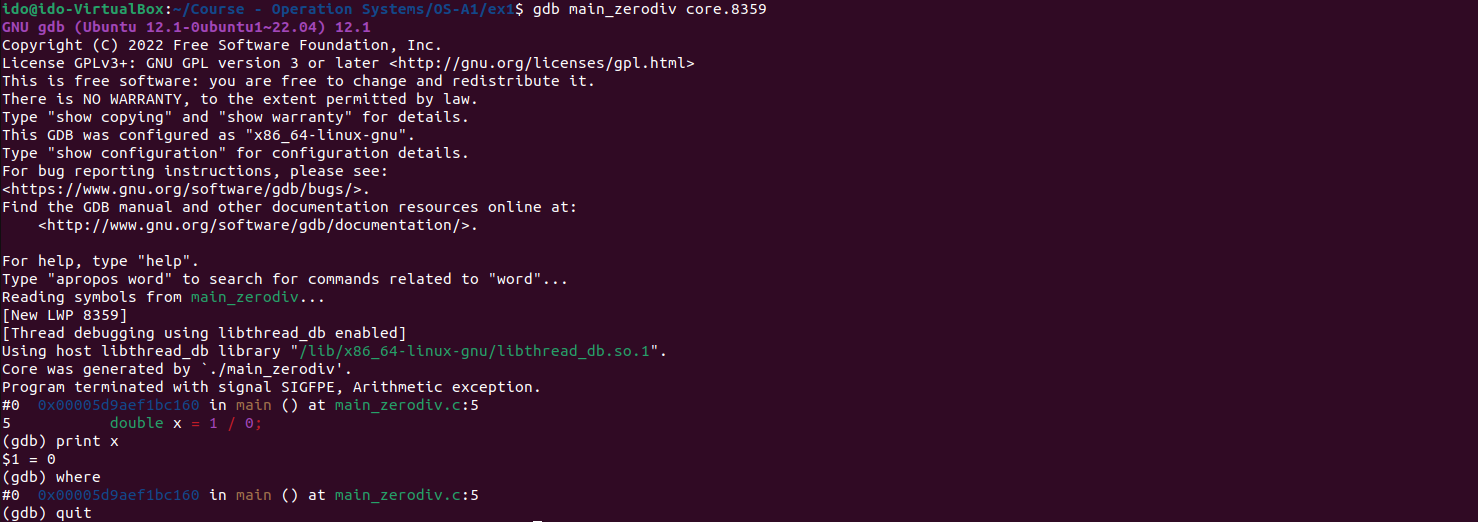 ido@ido-VirtualBox:~/Course - Operation Systems/OS-A1/ex1$ gdb main_zerodiv core.8359
GNU gdb (Ubuntu 12.1-0ubuntu1~22.04) 12.1
Copyright (C) 2022 Free Software Foundation, Inc.
License GPLv3+: GNU GPL version 3 or later <http://gnu.org/licenses/gpl.html>
This is free software: you are free to change and redistribute it.
There is NO WARRANTY, to the extent permitted by law.
Type "show copying" and "show warranty" for details.
This GDB was configured as "x86_64-linux-gnu".
Type "show configuration" for configuration details.
For bug reporting instructions, please see:
<https://www.gnu.org/software/gdb/bugs/>.
Find the GDB manual and other documentation resources online at:
    <http://www.gnu.org/software/gdb/documentation/>.

For help, type "help".
Type "apropos word" to search for commands related to "word"...
Reading symbols from main_zerodiv...
[New LWP 8359]
[Thread debugging using libthread_db enabled]
Using host libthread_db library "/lib/x86_64-linux-gnu/libthread_db.so.1".
Core was generated by `./main_zerodiv'.
Program terminated with signal SIGFPE, Arithmetic exception.
#0  0x00005d9aef1bc160 in main () at main_zerodiv.c:5
5           double x = 1 / 0;
(gdb) print x
$1 = 0
(gdb) where
#0  0x00005d9aef1bc160 in main () at main_zerodiv.c:5
(gdb) quit